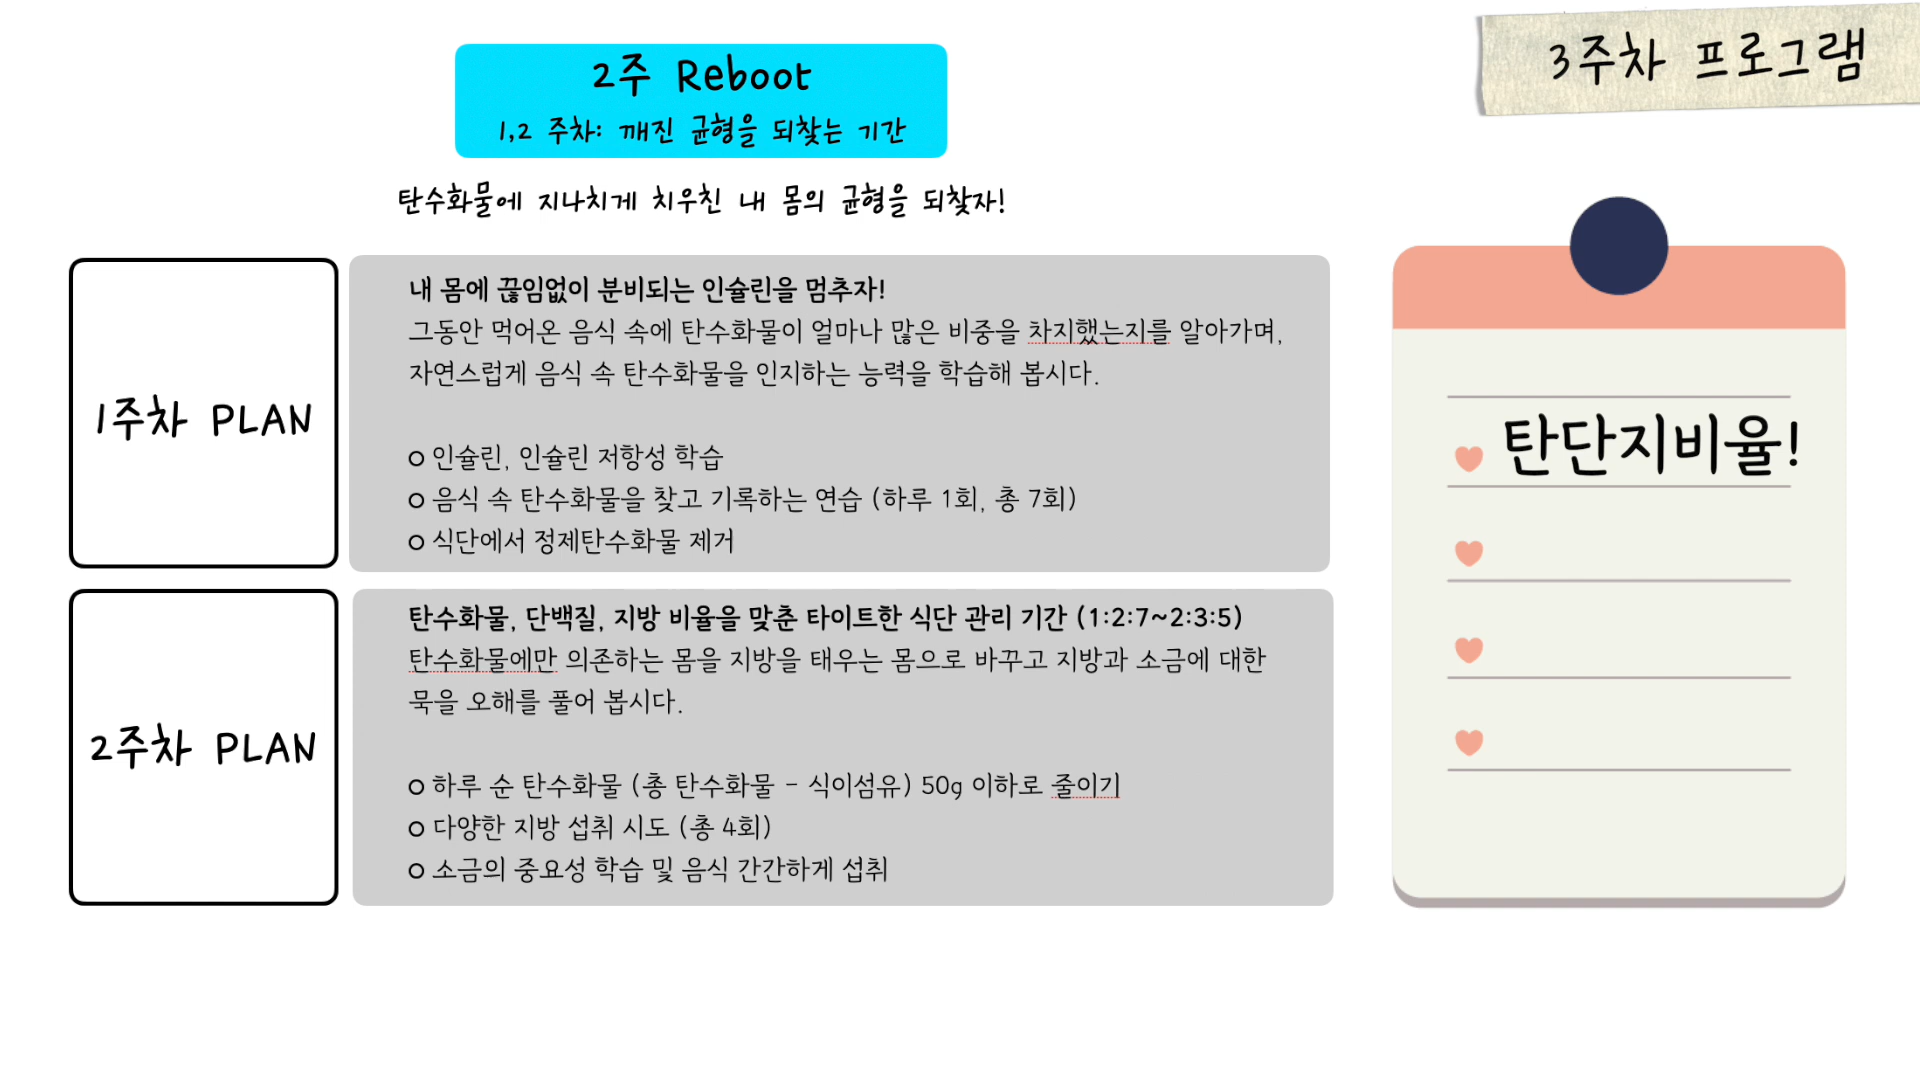 3주차 프로그램
2주 Reboot
1,2 주차: 깨진 균형을 되찾는 기간
탄수화물에 지나치게 치우친 내 몸의 균형을 되찾자!
1주차 PLAN
내 몸에 끊임없이 분비되는 인슐린을 멈추자!
그동안 먹어온 음식 속에 탄수화물이 얼마나 많은 비중을 차지했는지를 알아가며,
자연스럽게 음식 속 탄수화물을 인지하는 능력을 학습해 봅시다.
o 인슐린, 인슐린 저항성 학습
o 음식 속 탄수화물을 찾고 기록하는 연습 (하루 1회, 총 7회)
o 식단에서 정제탄수화물 제거
2주차 PLAN
탄수화물, 단백질, 지방 비율을 맞춘 타이트한 식단 관리 기간 (1:2:7~2:3:5)
탄수화물에만 의존하는 몸을 지방을 태우는 몸으로 바꾸고 지방과 소금에 대한
묵을 오해를 풀어 봅시다.
o 하루 순 탄수화물 (총 탄수화물 - 식이섬유) 50g 이하로 줄이기
o 다양한 지방 섭취 시도 (총 4회)
o 소금의 중요성 학습 및 음식 간간하게 섭취
탄단지비율!